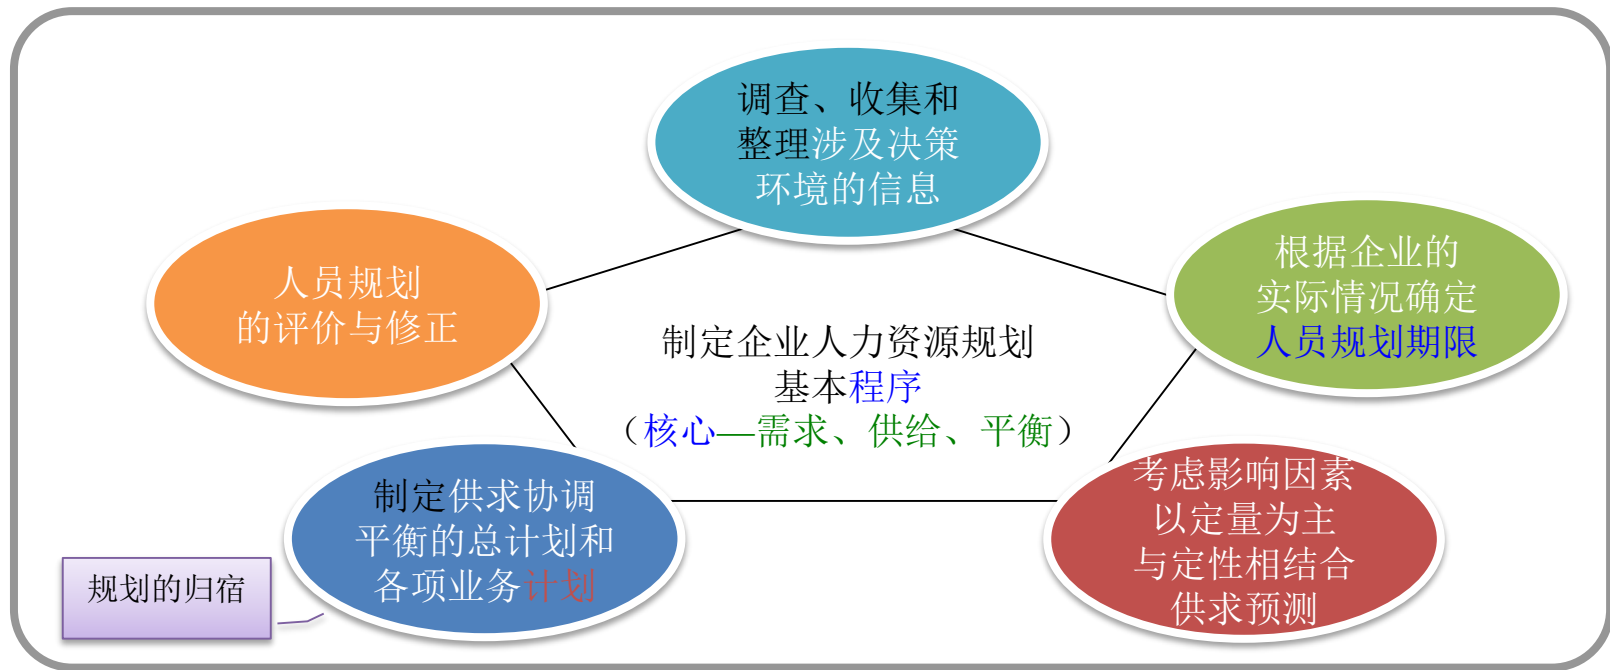 调查、收集和
整理涉及决策
环境的信息
根据企业的
实际情况确定
人员规划期限
人员规划
的评价与修正
制定企业人力资源规划
基本程序
（核心—需求、供给、平衡）
考虑影响因素
以定量为主
与定性相结合
供求预测
制定供求协调
平衡的总计划和
各项业务计划
规划的归宿